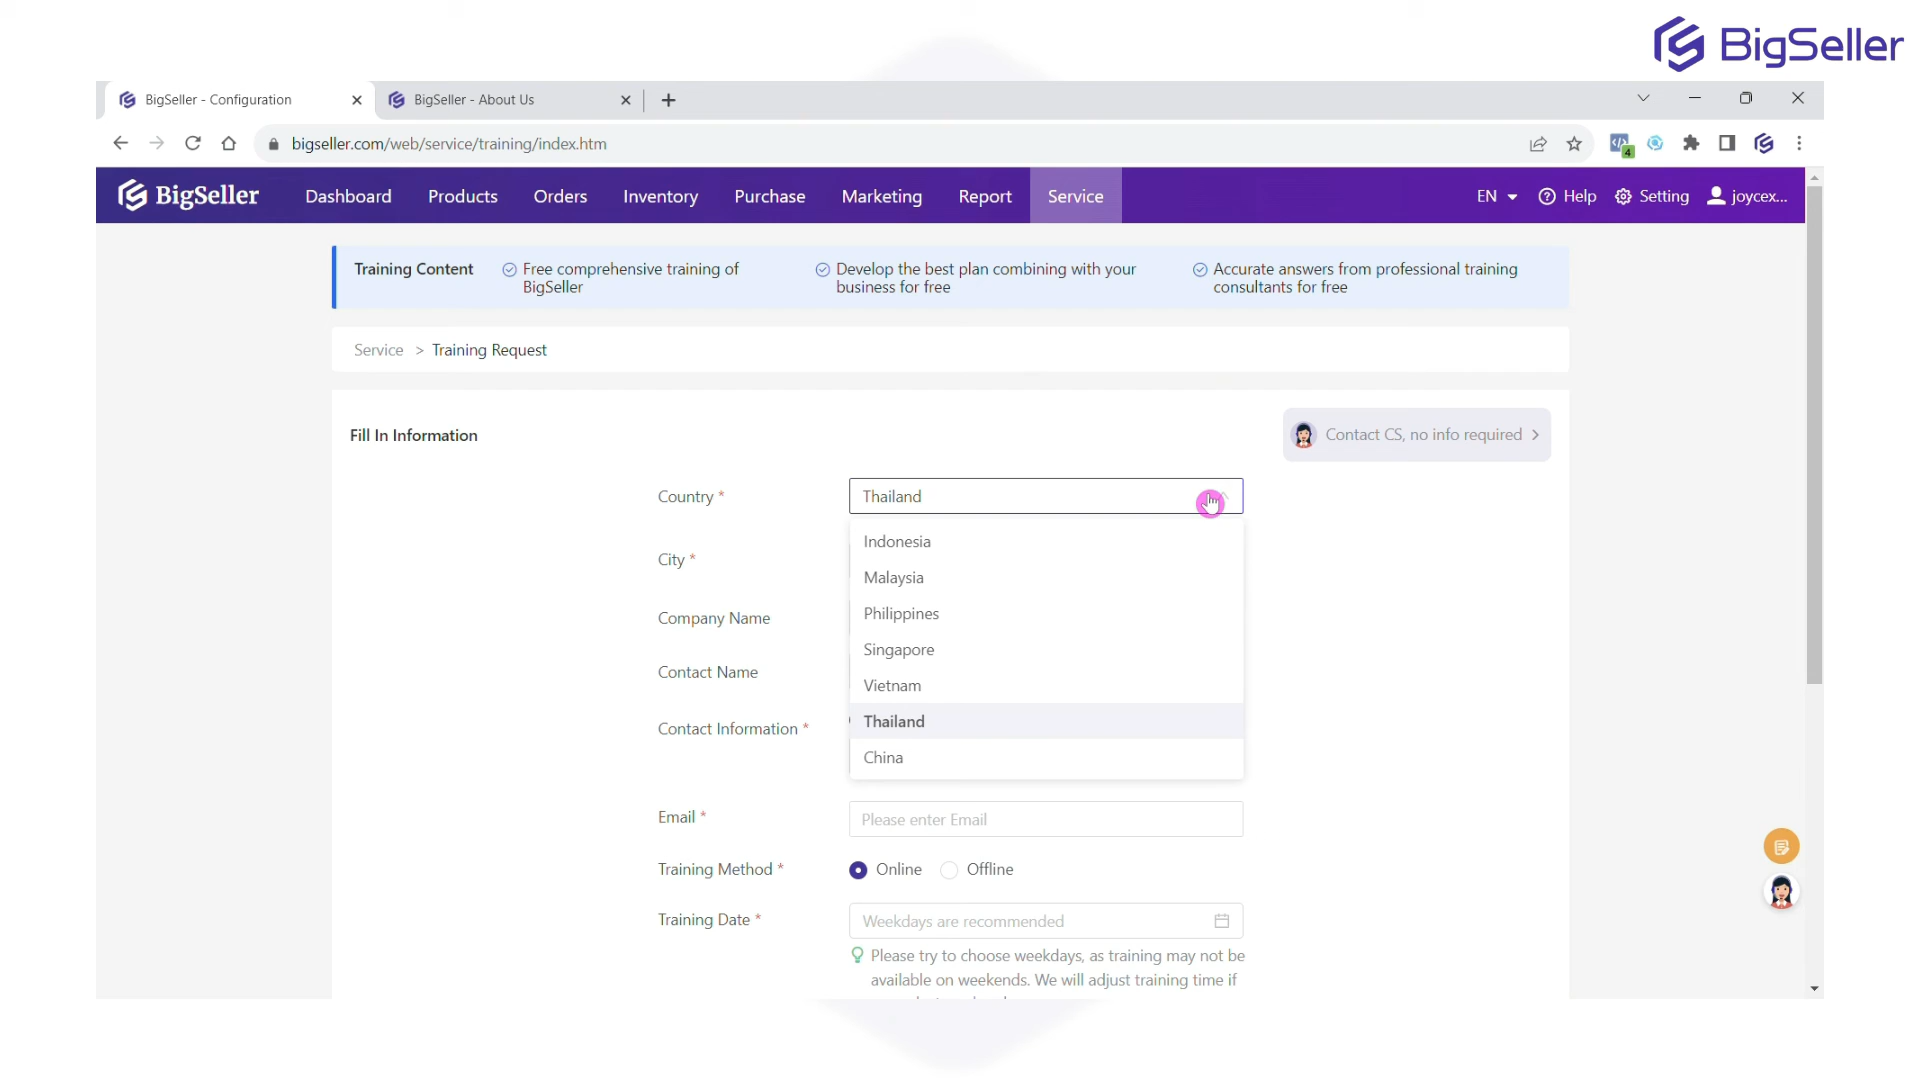 BigSeller
BigSeller - Configuration
BigSeller - About Us
bigseller.com/web/service/training/index.htm
4
BigSeller
Dashboard
Products
Orders
Inventory
Purchase
Marketing
Report
Service
EN
Help
Setting
joycex...
Training Content
Free comprehensive training of
BigSeller
Develop the best plan combining with your
business for free
Accurate answers from professional training
consultants for free
Service > Training Request
Fill In Information
Contact CS, no info required
Country *
Thailand
Indonesia
Malaysia
Philippines
Singapore
Vietnam
Thailand
China
City *
Company Name
Contact Name
Contact Information *
Email *
Please enter Email
Training Method *
Online
Offline
Training Date *
Weekdays are recommended
Please try to choose weekdays, as training may not be
available on weekends. We will adjust training time if